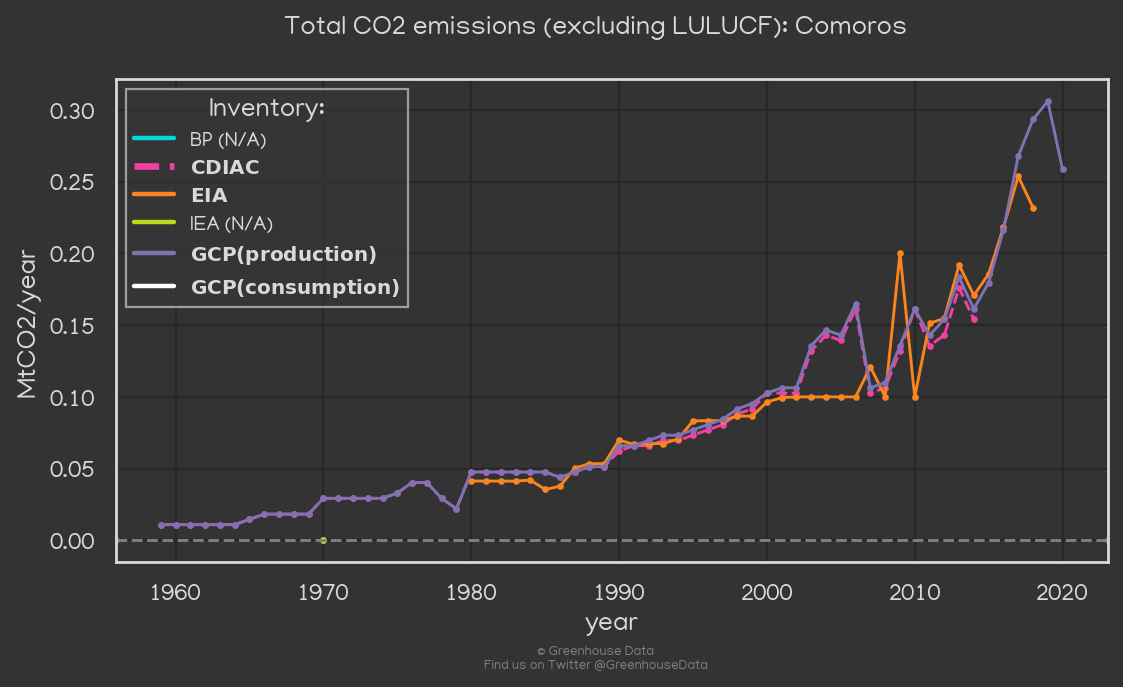 Total CO2 emissions (excluding LULUCF): Comoros
Inventory:
BP (N/A)
CDIAC
EIA
IEA (N/A)
GCP(production)
GCP(consumption)
MtCO2/year
0.30
0.25
0.20
0.15
0.10
0.05
0.00
1960 1970 1980 1990 2000 2010 2020
year
© Greenhouse Data
Find us on Twitter @GreenhouseData